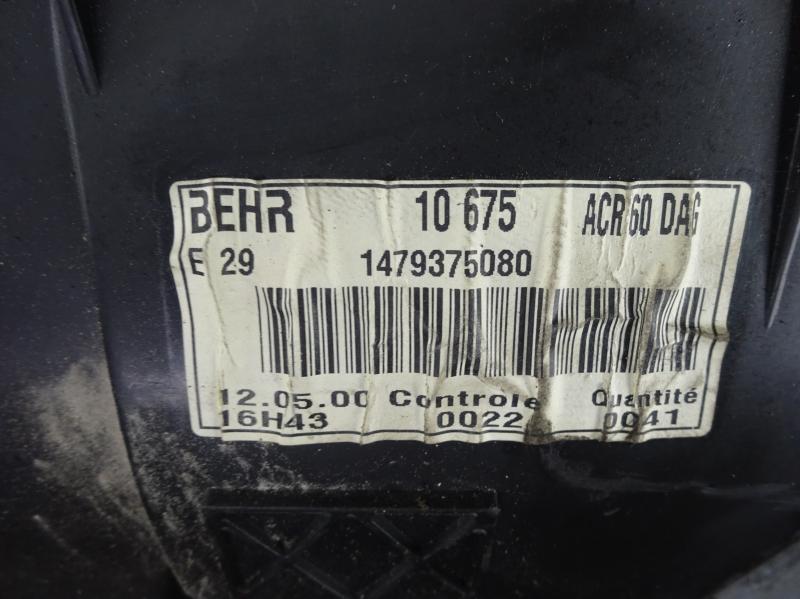 BEHR 10 675 ACR 60 DAG
E 29 1479375080
12.05.00 Controle Quantité
16H43 0022 0041